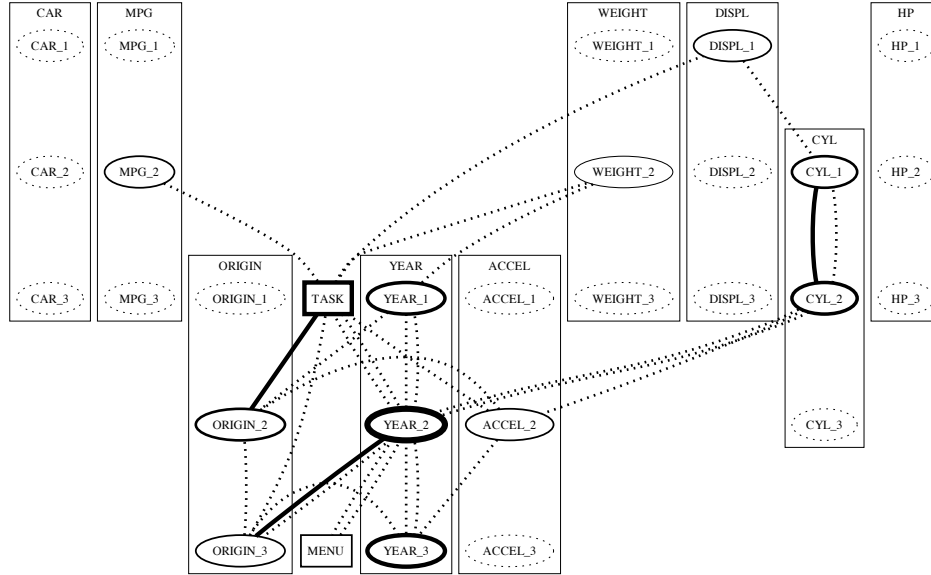 CAR MPG WEIGHT DISPL HP
CAR_1 MPG_1 WEIGHT_1 DISPL_1 HP_1
CYL
CAR_2 MPG_2 WEIGHT_2 DISPL_2 CYL_1 HP_2
ORIGIN YEAR ACCEL
CAR_3 MPG_3 ORIGIN_1 TASK YEAR_1 ACCEL_1 WEIGHT_3 DISPL_3 CYL_2 HP_3
ORIGIN_2 YEAR_2 ACCEL_2 CYL_3
ORIGIN_3 MENU YEAR_3 ACCEL_3